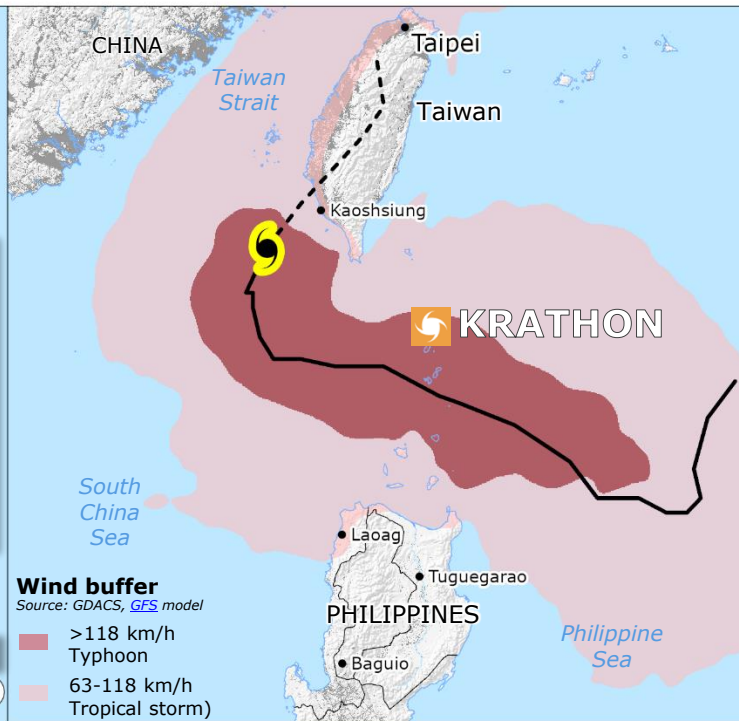 CHINA
Taipei
Taiwan
Strait
Taiwan
Kaoshsiung
KRATHON
South
China
Sea
Laoag
Tuguegarao
PHILIPPINES
Philippine
Sea
Baguio
Wind buffer
Source: GDACS, GFS model
>118 km/h
Typhoon
63-118 km/h
Tropical storm)